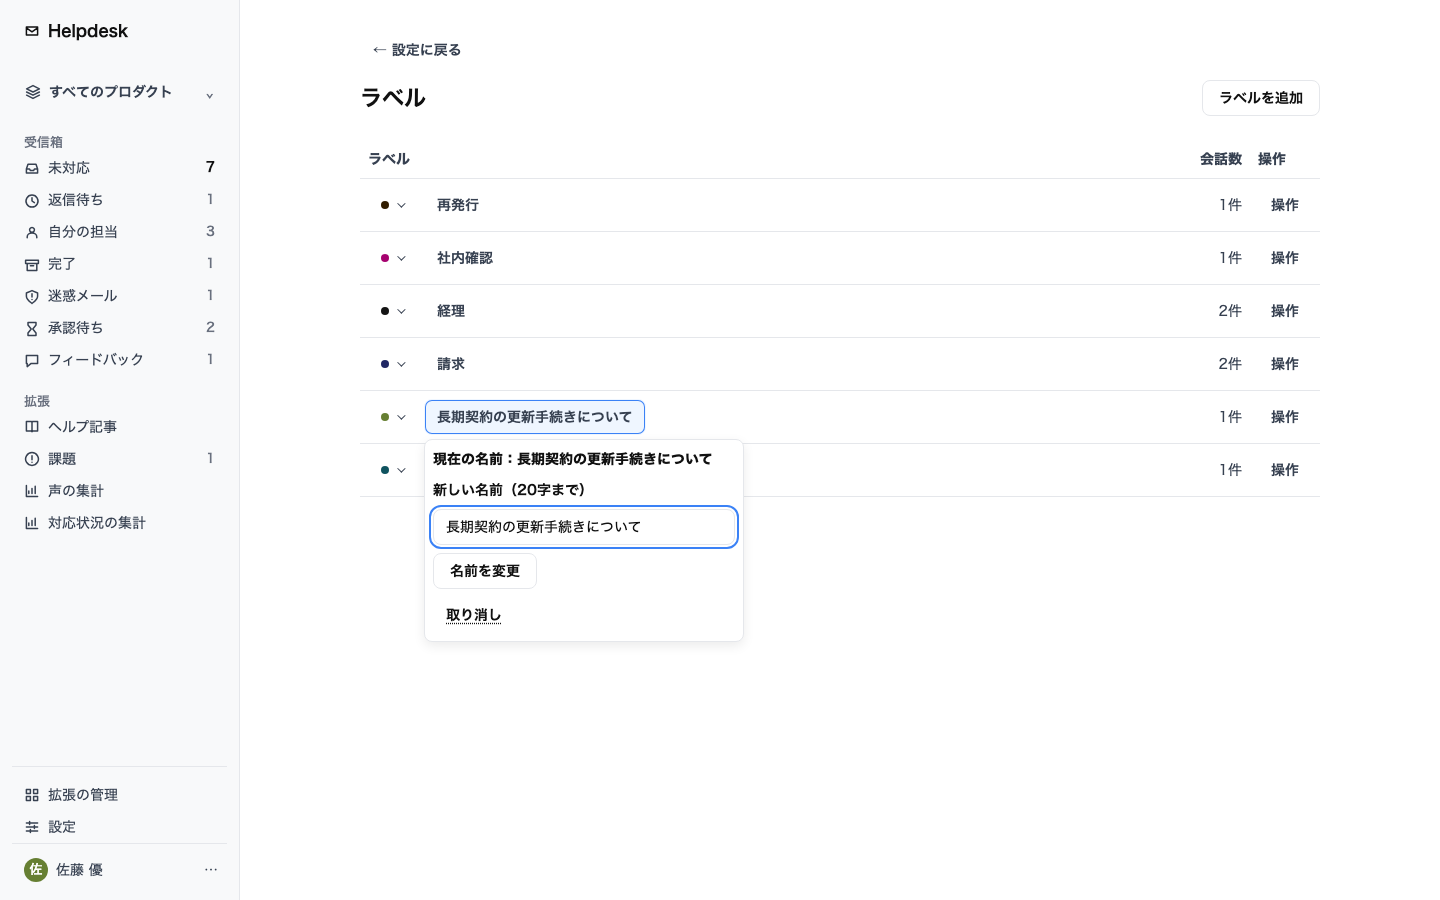 Helpdesk
すべてのプロダクト
受信箱
未対応 7
返信待ち 1
自分の担当 3
完了 1
迷惑メール 1
承認待ち 2
フィードバック 1
拡張
ヘルプ記事
課題 1
声の集計
対応状況の集計
拡張の管理
設定
佐 佐藤 優 …
← 設定に戻る
ラベル
ラベルを追加
ラベル 会話数 操作
再発行 1件 操作
社内確認 1件 操作
経理 2件 操作
請求 2件 操作
長期契約の更新手続きについて 1件 操作
1件 操作
現在の名前：長期契約の更新手続きについて
新しい名前（20字まで）
長期契約の更新手続きについて
名前を変更
取り消し